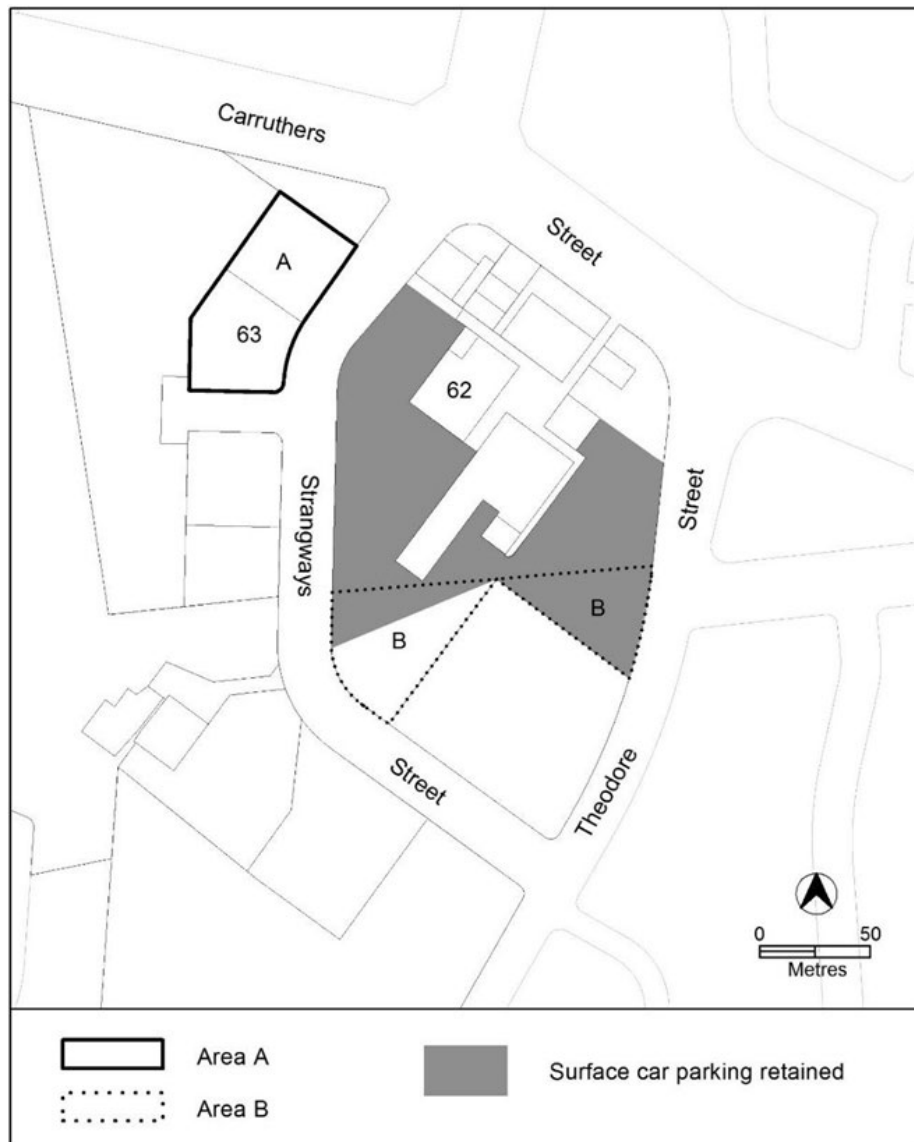 Carruthers
Street
A
63
62
Strangways
Street
B
B
Street
Theodore
0 50
Metres
Area A
Surface car parking retained
Area B